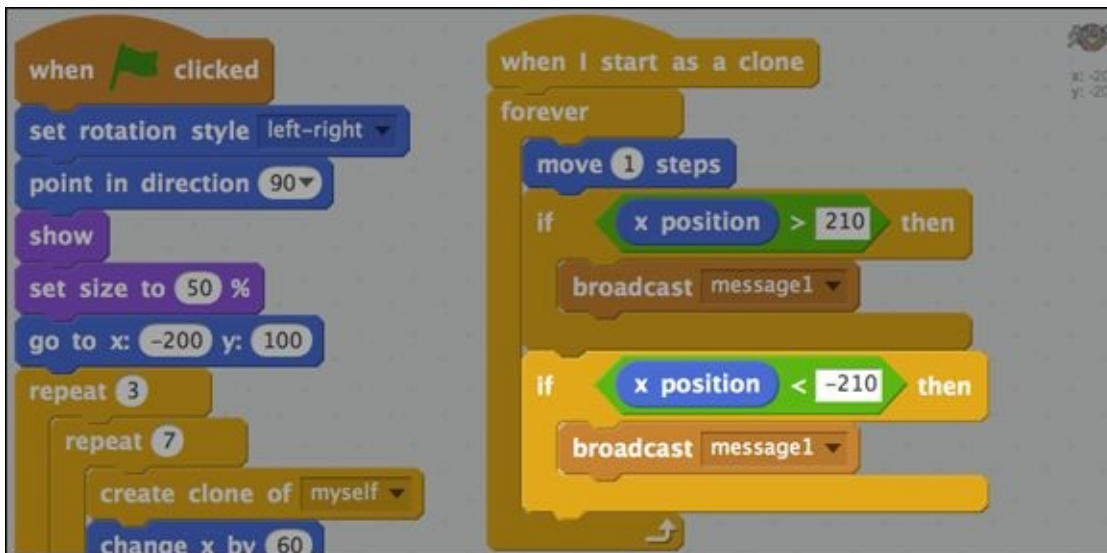 when clicked
set rotation style left-right
point in direction 90
show
set size to 50 %
go to x: -200 y: 100
repeat 3
repeat 7
create clone of myself
change x by 60
when I start as a clone
forever
move 1 steps
if x position > 210 then
broadcast message1
if x position < -210 then
broadcast message1
x: -20
y: -20